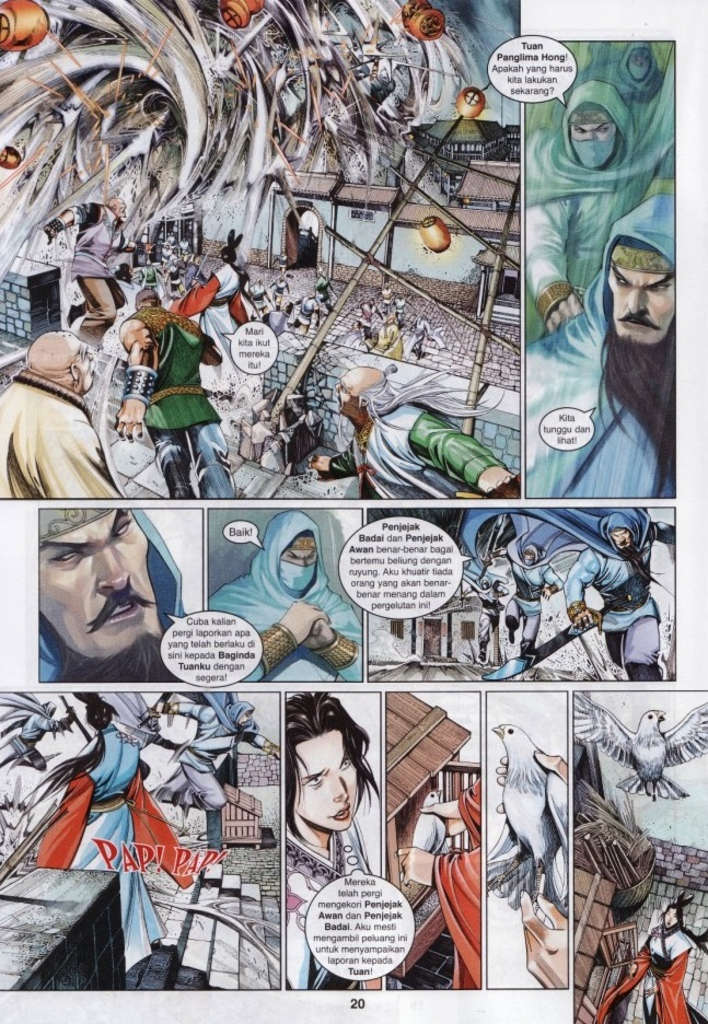 Tuan
Panglima Hong!
Apakah yang harus
kita lakukan
sekarang?
Mari
kita ikut
mereka
itu!
Kita
tunggu dan
lihat!
Cuba kalian
pergi laporkan apa
yang telah berlaku di
sini kepada Baginda
Tuanku dengan
segera!
Baik!
Penjejak
Badai dan Penjejak
Awan benar-benar bagai
bertemu beliung dengan
ruyung. Aku khuatir tiada
orang yang akan benar-
benar menang dalam
pergelutan ini!
PAP! PAP!
Mereka
telah pergi
mengekori Penjejak
Awan dan Penjejak
Badai. Aku mesti
mengambil peluang ini
untuk menyampaikan
laporan kepada
Tuan!
20